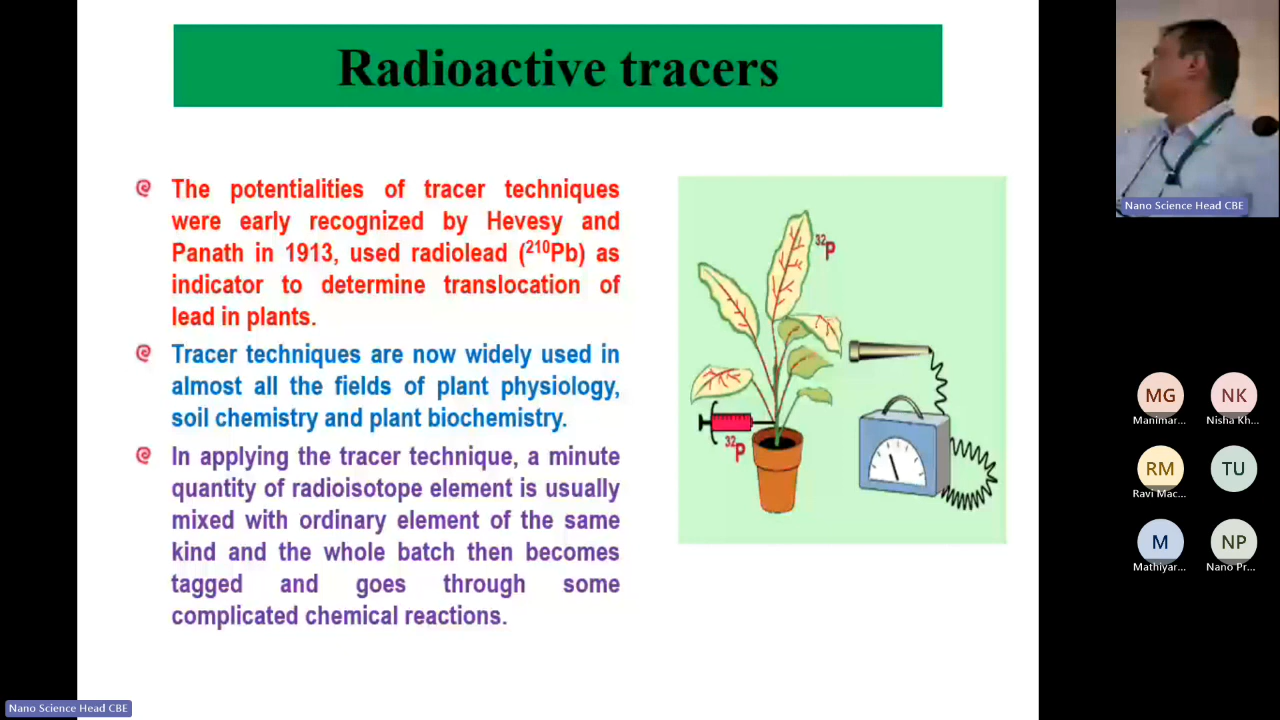 Radioactive tracers
The potentialities of tracer techniques
were early recognized by Hevesy and
Panath in 1913, used radiolead (²¹⁰Pb) as
indicator to determine translocation of
lead in plants.
Tracer techniques are now widely used in
almost all the fields of plant physiology,
soil chemistry and plant biochemistry.
In applying the tracer technique, a minute
quantity of radioisotope element is usually
mixed with ordinary element of the same
kind and the whole batch then becomes
tagged and goes through some
complicated chemical reactions.
³²P
³²P
Nano Science Head CBE
MG
NK
Manimar...
Nisha Kh...
RM
TU
Ravi Mac...
M
NP
Mathiyar...
Nano Pr...
Nano Science Head CBE